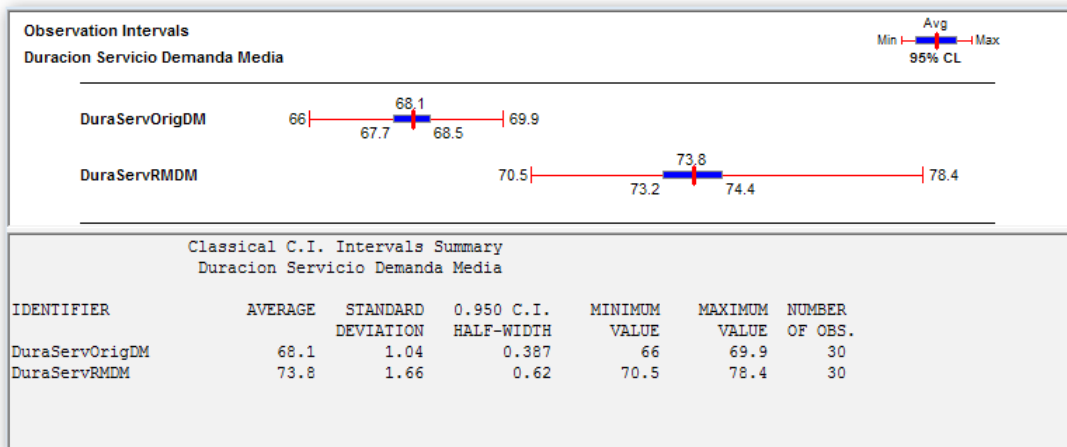 Observation Intervals
Avg
Min Max
Duracion Servicio Demanda Media
95% CL
68.1
DuraServOrigDM 66 69.9
67.7 68.5
73.8
DuraServRMDM 70.5 78.4
73.2 74.4
Classical C.I. Intervals Summary
Duracion Servicio Demanda Media
IDENTIFIER AVERAGE STANDARD 0.950 C.I. MINIMUM MAXIMUM NUMBER
DEVIATION HALF-WIDTH VALUE VALUE OF OBS.
DuraServOrigDM 68.1 1.04 0.387 66 69.9 30
DuraServRMDM 73.8 1.66 0.62 70.5 78.4 30